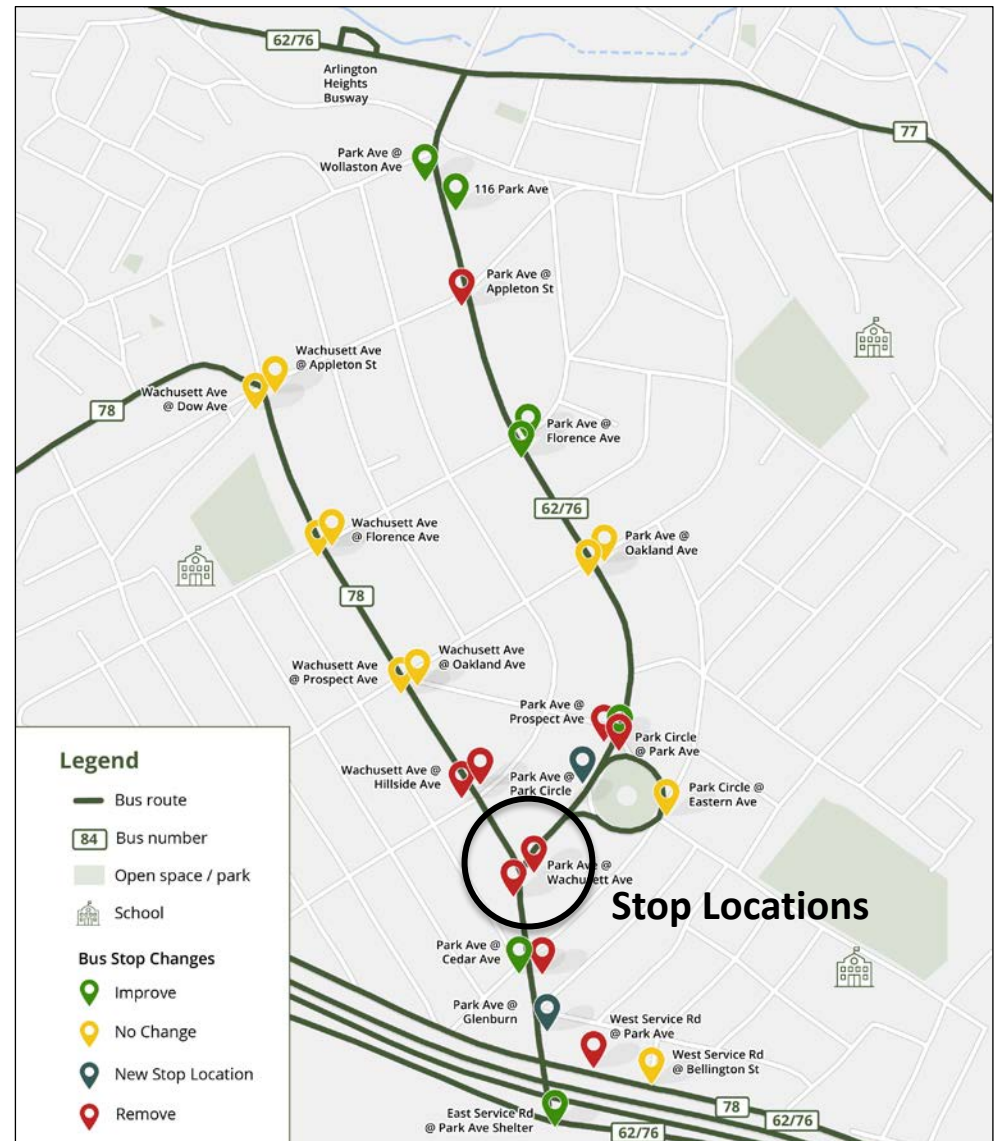 62/76
Arlington
Heights
Busway
77
Park Ave @
Wollaston Ave
116 Park Ave
Park Ave @
Appleton St
Wachusett Ave
@ Appleton St
Wachusett Ave
@ Dow Ave
78
Park Ave @
Florence Ave
62/76
Wachusett Ave
@ Florence Ave
Park Ave @
Oakland Ave
78
Wachusett Ave
@ Oakland Ave
Wachusett Ave
@ Prospect Ave
Park Ave @
Prospect Ave
Park Circle
@ Park Ave
Wachusett Ave @
Hillside Ave
Park Ave @
Park Circle
Park Circle @
Eastern Ave
Park Ave @
Wachusett Ave
Stop Locations
Park Ave @
Cedar Ave
Park Ave @
Glenburn
West Service Rd
@ Park Ave
West Service Rd
@ Bellington St
East Service Rd
@ Park Ave Shelter
78
62/76
62/76
Legend
Bus route
84 Bus number
Open space / park
School
Bus Stop Changes
Improve
No Change
New Stop Location
Remove